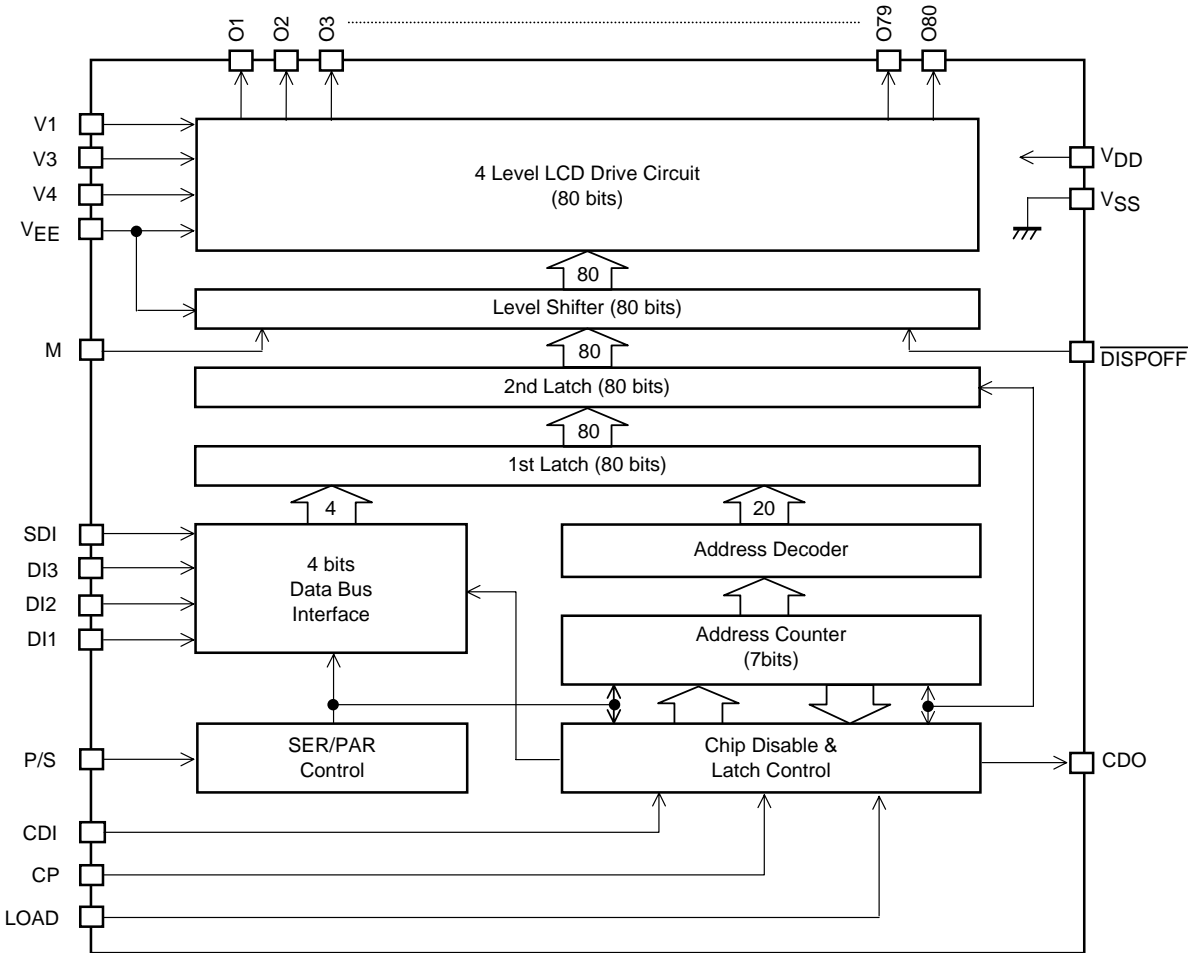 O1
O2
O3
O79
O80
V1
V3
V4
VEE
VDD
VSS
4 Level LCD Drive Circuit
(80 bits)
80
Level Shifter (80 bits)
M
80
DISPOFF
2nd Latch (80 bits)
80
1st Latch (80 bits)
4
20
SDI
DI3
DI2
DI1
4 bits
Data Bus
Interface
Address Decoder
Address Counter
(7bits)
P/S
SER/PAR
Control
Chip Disable &
Latch Control
CDO
CDI
CP
LOAD